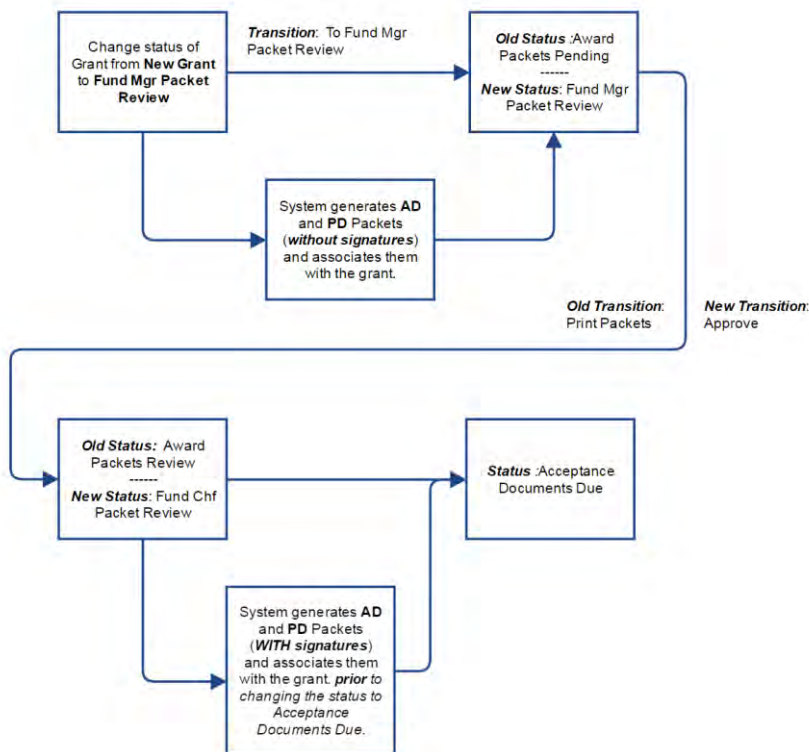 Change status of
Grant from New Grant
to Fund Mgr Packet
Review
Transition: To Fund Mgr
Packet Review
Old Status :Award
Packets Pending
------
New Status: Fund Mgr
Packet Review
System generates AD
and PD Packets
(without signatures)
and associates them
with the grant.
Old Transition:
Print Packets
New Transition:
Approve
Old Status: Award
Packets Review
------
New Status: Fund Chf
Packet Review
Status :Acceptance
Documents Due
System generates AD
and PD Packets
(WITH signatures)
and associates them
with the grant. prior to
changing the status to
Acceptance
Documents Due.